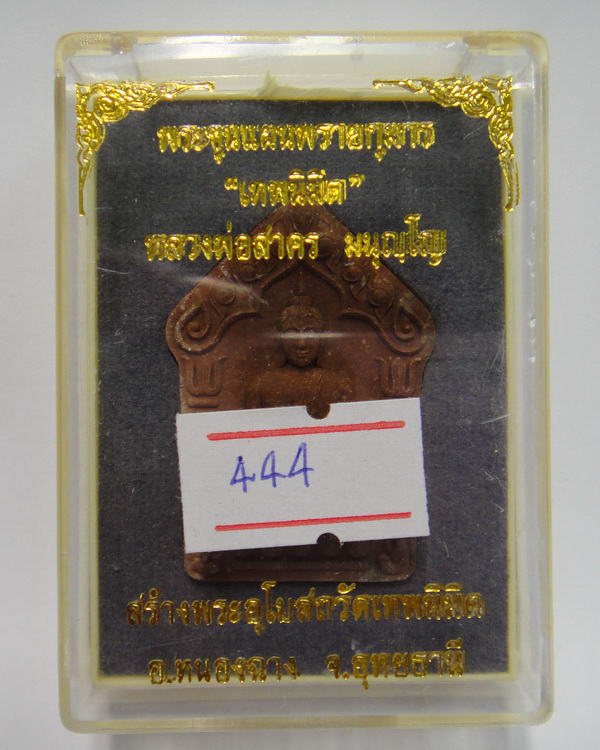 พระขุนแผนพรายกุมาร
“เทพนิมิต”
หลวงพ่อสาคร มนุญโญ
444
สร้างพระอุโบสถวัดเทพนิมิต
อ.หนองฉาง จ.อุทยธานี